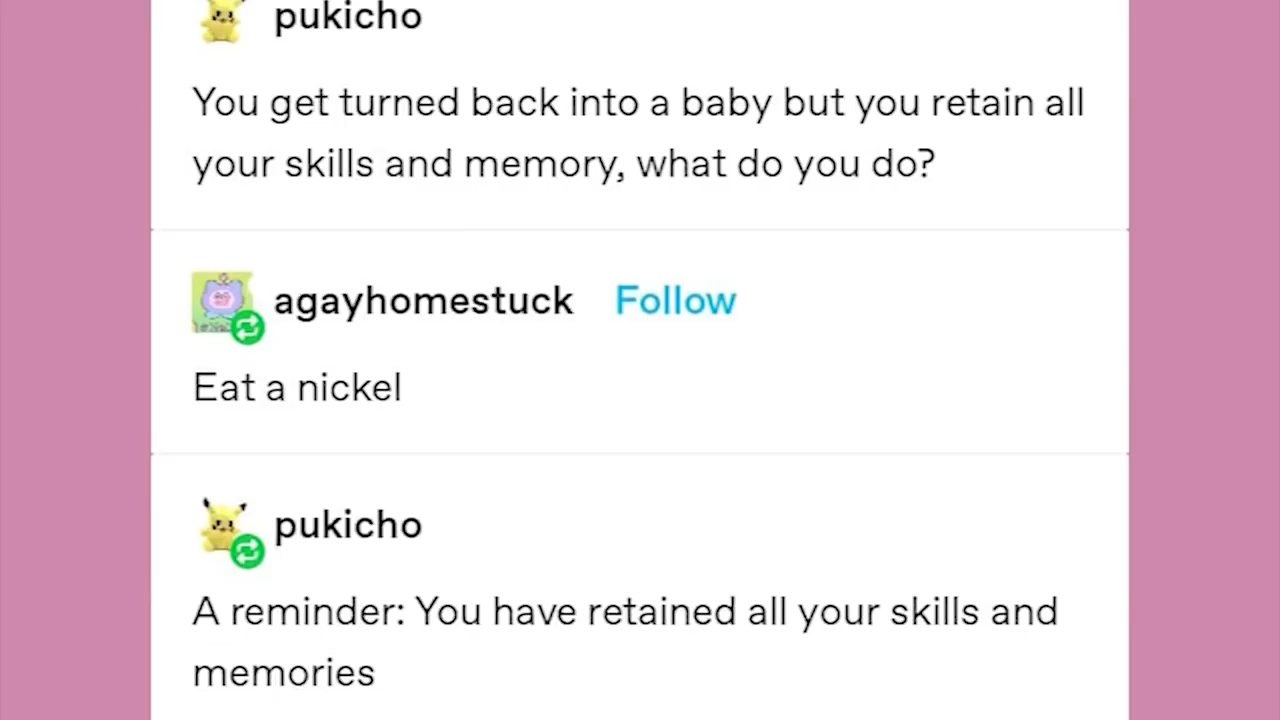 pukicho
You get turned back into a baby but you retain all
your skills and memory, what do you do?
agayhomestuck Follow
Eat a nickel
pukicho
A reminder: You have retained all your skills and
memories